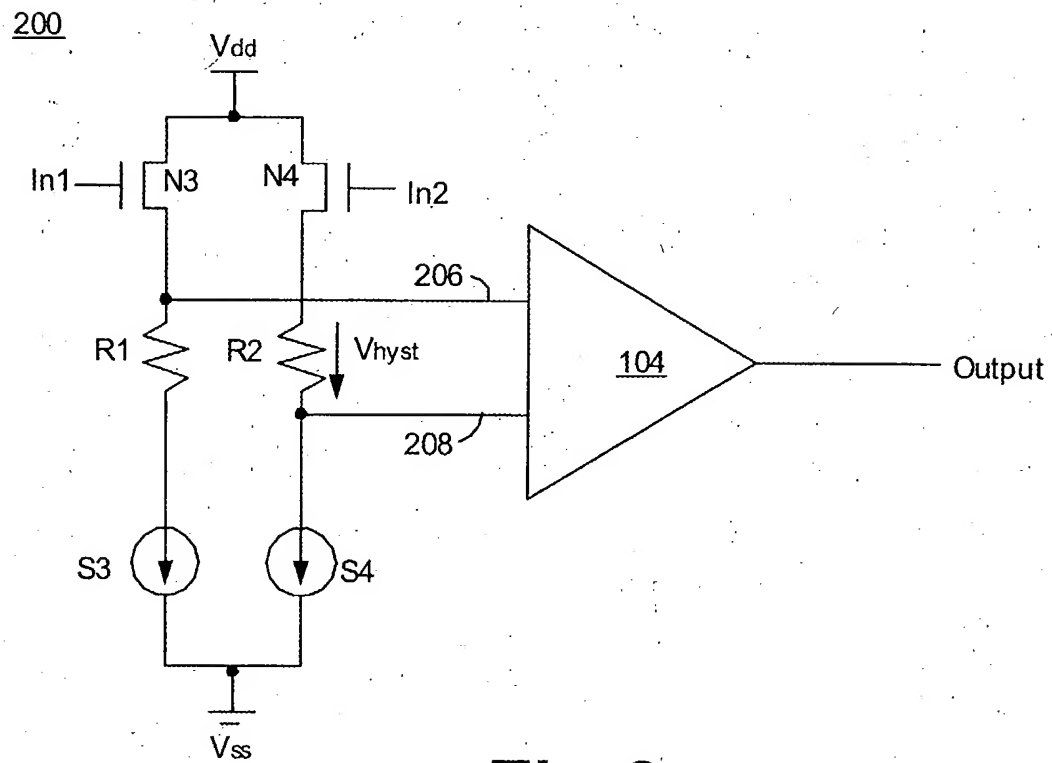 200
Vdd
In1
N3
N4
In2
206
R1
R2
Vhyst
104
Output
208
S3
S4
Vss